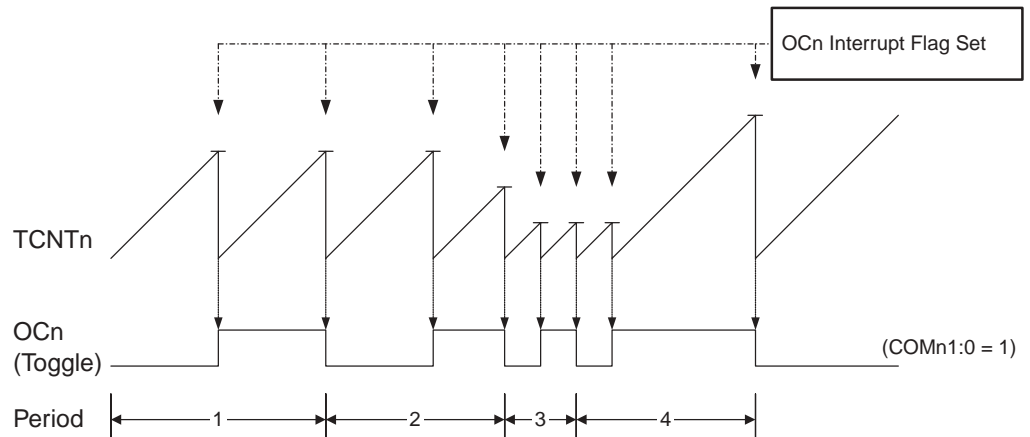 OCn Interrupt Flag Set
TCNTn
OCn
(Toggle)
(COMn1:0 = 1)
Period
1
2
3
4